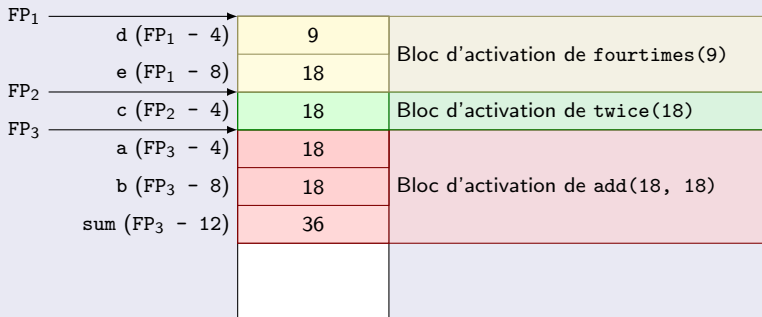 FP₁
d (FP₁ - 4) 9
Bloc d'activation de fourtimes(9)
e (FP₁ - 8) 18
FP₂
c (FP₂ - 4) 18 Bloc d'activation de twice(18)
FP₃
a (FP₃ - 4) 18
b (FP₃ - 8) 18 Bloc d'activation de add(18, 18)
sum (FP₃ - 12) 36